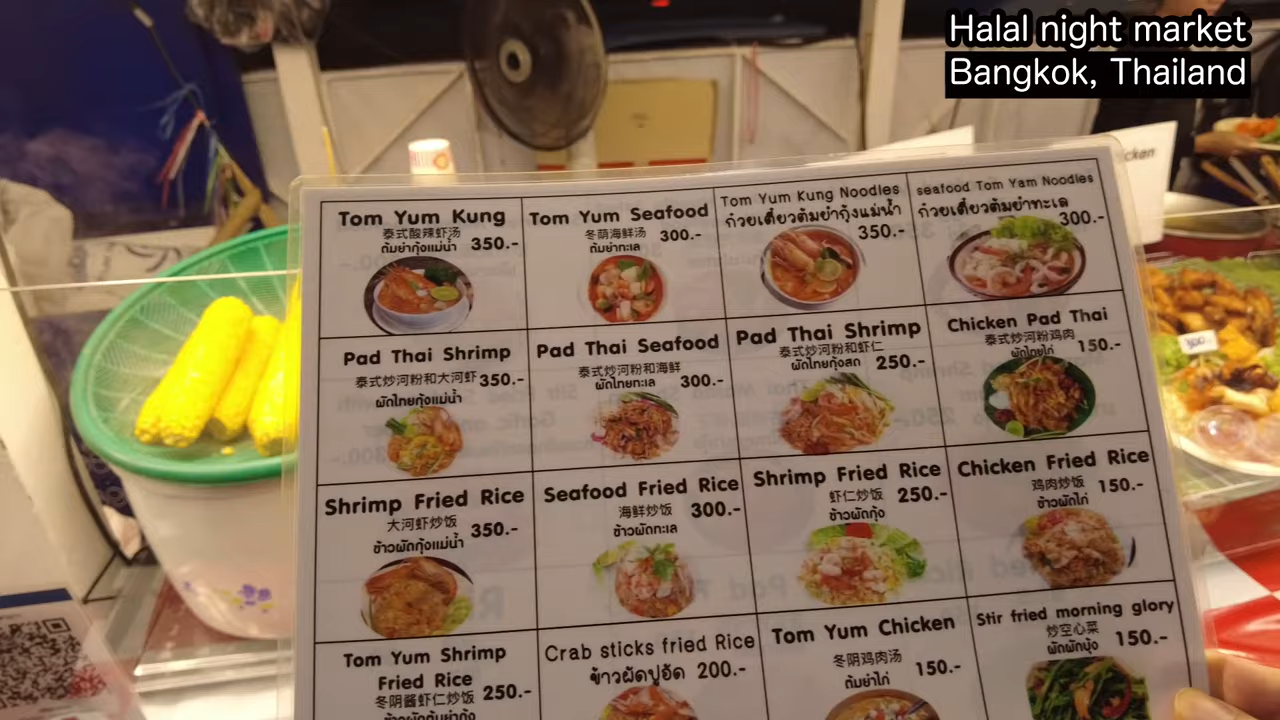 Halal night market
Bangkok, Thailand
Tom Yum Kung
泰式酸辣虾汤
ต้มยำกุ้งแม่น้ำ 350.-
Tom Yum Seafood
冬荫海鲜汤
ต้มยำทะเล 300.-
Tom Yum Kung Noodles
ก๋วยเตี๋ยวต้มยำกุ้งแม่น้ำ
350.-
seafood Tom Yam Noodles
ก๋วยเตี๋ยวต้มยำทะเล
300.-
Pad Thai Shrimp
泰式炒河粉和大河虾 350.-
ผัดไทยกุ้งแม่น้ำ
Pad Thai Seafood
泰式炒河粉和海鲜
ผัดไทยทะเล 300.-
Pad Thai Shrimp
泰式炒河粉和虾仁
ผัดไทยกุ้งสด 250.-
Chicken Pad Thai
泰式炒河粉鸡肉
ผัดไทยไก่ 150.-
Shrimp Fried Rice
大河虾炒饭 350.-
ข้าวผัดกุ้งแม่น้ำ
Seafood Fried Rice
海鲜炒饭 300.-
ข้าวผัดทะเล
Shrimp Fried Rice
虾仁炒饭 250.-
ข้าวผัดกุ้ง
Chicken Fried Rice
鸡肉炒饭 150.-
ข้าวผัดไก่
Tom Yum Shrimp
Fried Rice
冬阴酱虾仁炒饭 250.-
Crab sticks fried Rice
ข้าวผัดปูอัด 200.-
Tom Yum Chicken
冬阴鸡肉汤 150.-
ต้มยำไก่
Stir fried morning glory
炒空心菜 150.-
ผัดผักบุ้ง
300.-